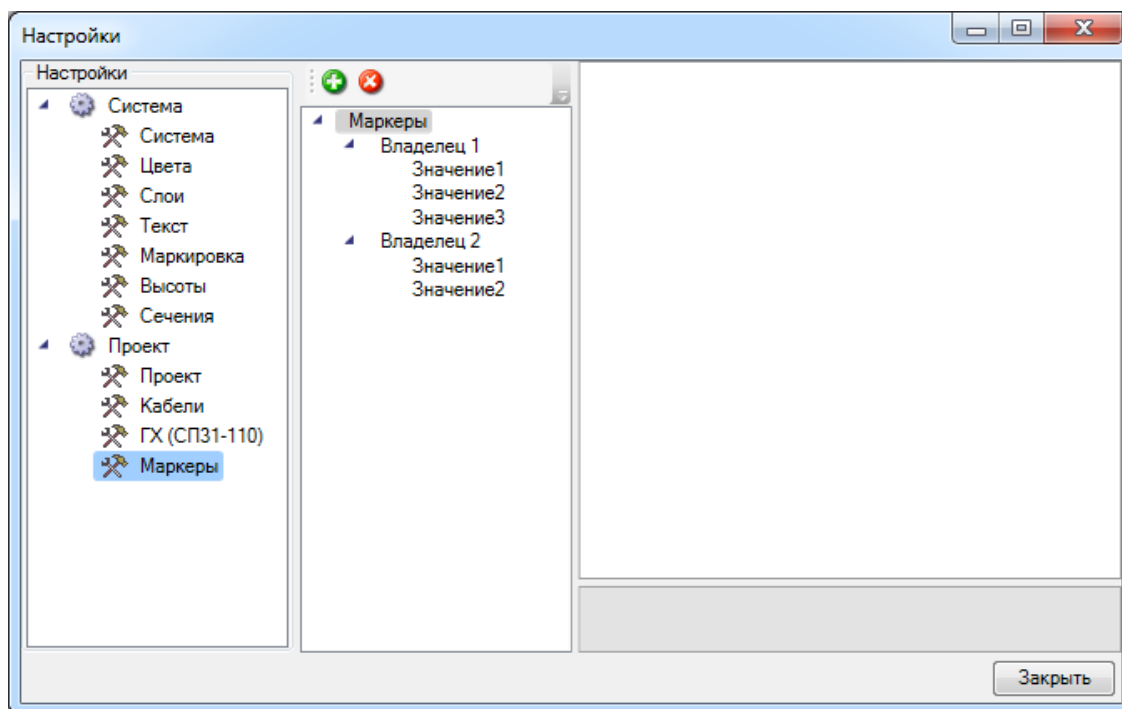 Настройки
Настройки
Система
Система
Цвета
Слои
Текст
Маркировка
Высоты
Сечения
Проект
Проект
Кабели
ГХ (СП31-110)
Маркеры
Маркеры
Владелец 1
Значение1
Значение2
Значение3
Владелец 2
Значение1
Значение2
Закрыть